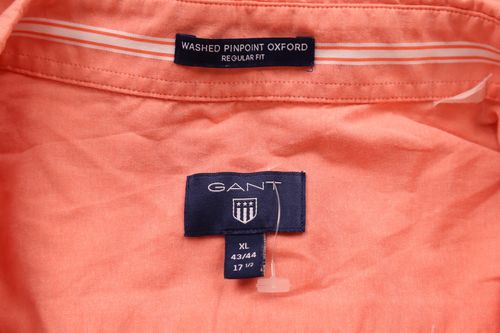 WASHED PINPOINT OXFORD
REGULAR FIT
GANT
XL
43/44
17 1/2